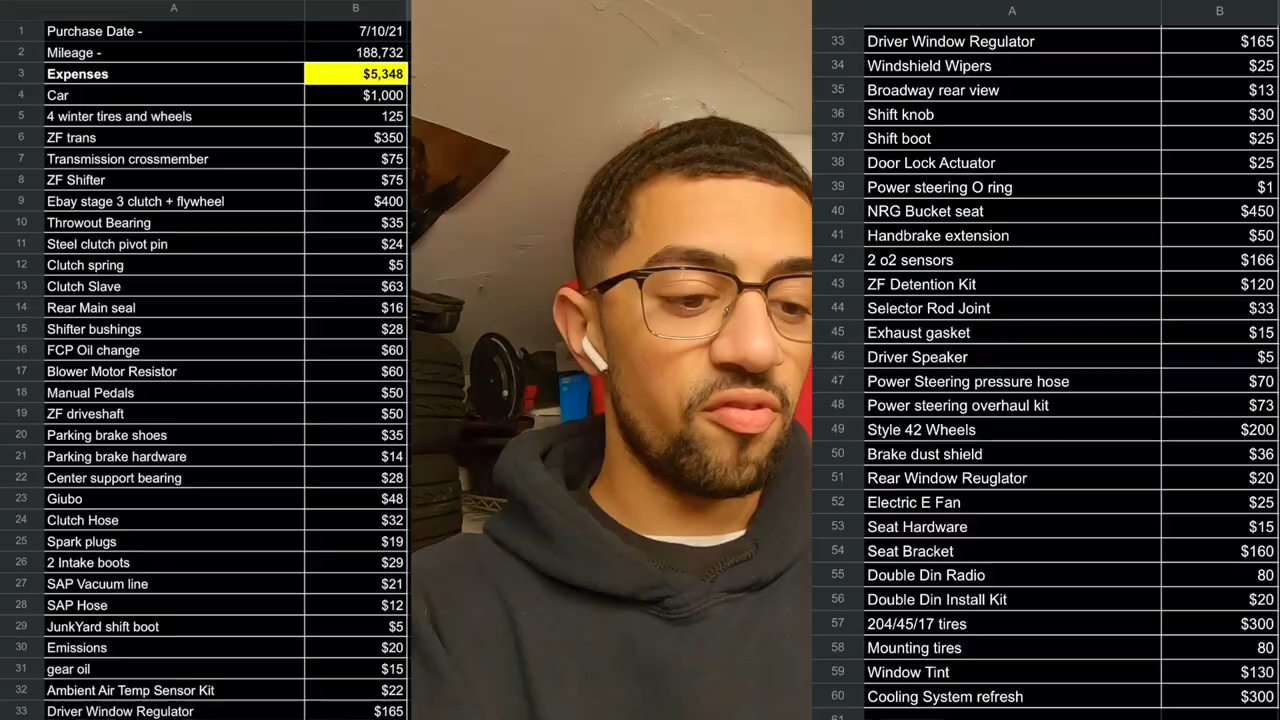 A B
1 Purchase Date - 7/10/21
2 Mileage - 188,732
3 Expenses $5,348
4 Car $1,000
5 4 winter tires and wheels 125
6 ZF trans $350
7 Transmission crossmember $75
8 ZF Shifter $75
9 Ebay stage 3 clutch + flywheel $400
10 Throwout Bearing $35
11 Steel clutch pivot pin $24
12 Clutch spring $5
13 Clutch Slave $63
14 Rear Main seal $16
15 Shifter bushings $28
16 FCP Oil change $60
17 Blower Motor Resistor $60
18 Manual Pedals $50
19 ZF driveshaft $50
20 Parking brake shoes $35
21 Parking brake hardware $14
22 Center support bearing $28
23 Giubo $48
24 Clutch Hose $32
25 Spark plugs $19
26 2 Intake boots $29
27 SAP Vacuum line $21
28 SAP Hose $12
29 JunkYard shift boot $5
30 Emissions $20
31 gear oil $15
32 Ambient Air Temp Sensor Kit $22
33 Driver Window Regulator $165
A B
33 Driver Window Regulator $165
34 Windshield Wipers $25
35 Broadway rear view $13
36 Shift knob $30
37 Shift boot $25
38 Door Lock Actuator $25
39 Power steering O ring $1
40 NRG Bucket seat $450
41 Handbrake extension $50
42 2 o2 sensors $166
43 ZF Detention Kit $120
44 Selector Rod Joint $33
45 Exhaust gasket $15
46 Driver Speaker $5
47 Power Steering pressure hose $70
48 Power steering overhaul kit $73
49 Style 42 Wheels $200
50 Brake dust shield $36
51 Rear Window Reuglator $20
52 Electric E Fan $25
53 Seat Hardware $15
54 Seat Bracket $160
55 Double Din Radio 80
56 Double Din Install Kit $20
57 204/45/17 tires $300
58 Mounting tires 80
59 Window Tint $130
60 Cooling System refresh $300